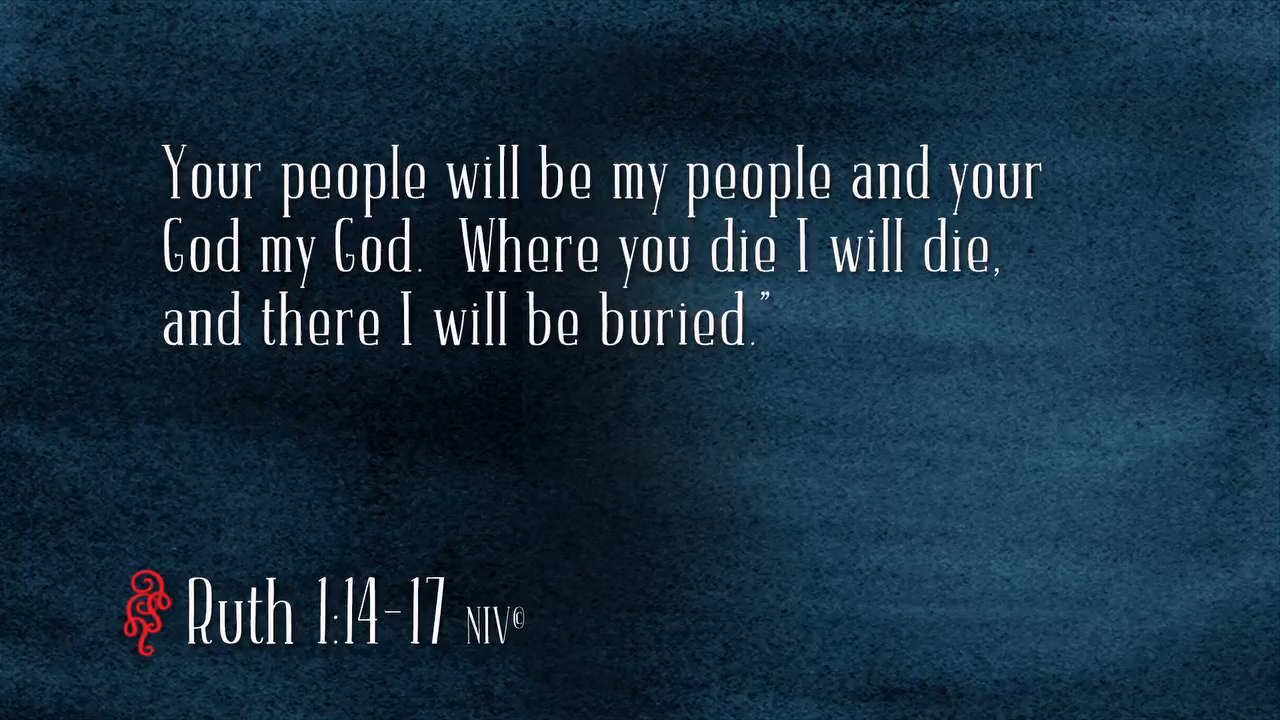 Your people will be my people and your
God my God.  Where you die I will die,
and there I will be buried.”
Ruth 1:14-17 NIV©